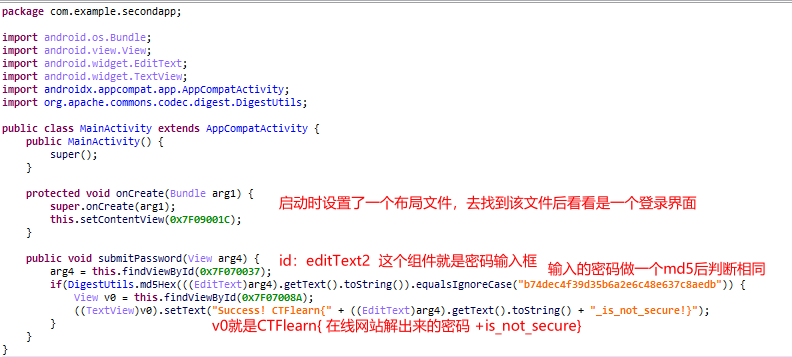 package com.example.secondapp;
import android.os.Bundle;
import android.view.View;
import android.widget.EditText;
import android.widget.TextView;
import androidx.appcompat.app.AppCompatActivity;
import org.apache.commons.codec.digest.DigestUtils;
public class MainActivity extends AppCompatActivity {
public MainActivity() {
super();
}
protected void onCreate(Bundle arg1) {
启动时设置了一个布局文件，去找到该文件后看看是一个登录界面
super.onCreate(arg1);
this.setContentView(0x7F09001C);
}
public void submitPassword(View arg4) {
id：editText2 这个组件就是密码输入框
输入的密码做一个md5后判断相同
arg4 = this.findViewById(0x7F070037);
if(DigestUtils.md5Hex(((EditText)arg4).getText().toString()).equalsIgnoreCase("b74dec4f39d35b6a2e6c48e637c8aedb")) {
View v0 = this.findViewById(0x7F07008A);
((TextView)v0).setText("Success! CTFlearn{" + ((EditText)arg4).getText().toString() + "_is_not_secure!}");
}
v0就是CTFlearn{ 在线网站解出来的密码 +is_not_secure}
}
}